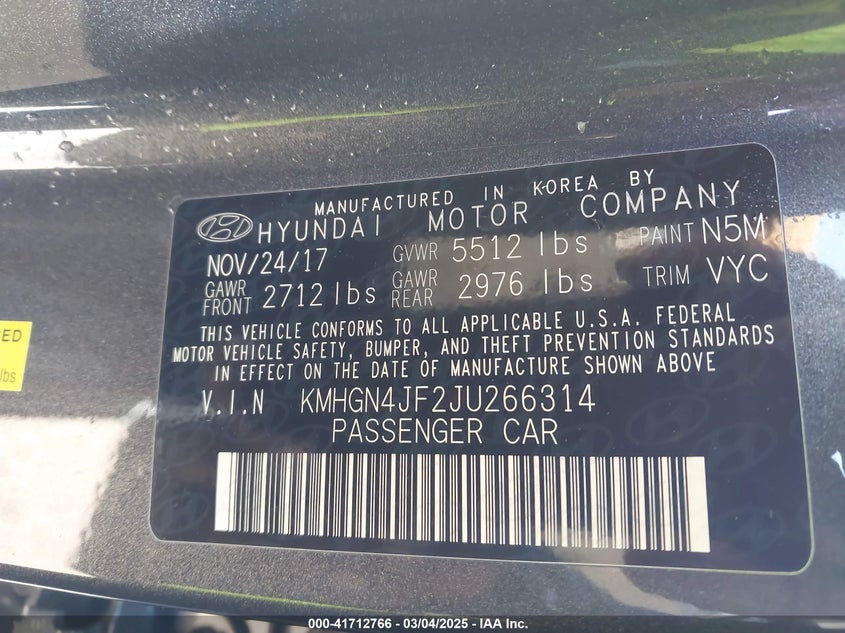 MANUFACTURED IN KOREA BY
HYUNDAI MOTOR COMPANY
NOV/24/17 GVWR 5512 lbs PAINT N5M
GAWR FRONT 2712 lbs GAWR REAR 2976 lbs TRIM VYC
THIS VEHICLE CONFORMS TO ALL APPLICABLE U.S.A. FEDERAL
MOTOR VEHICLE SAFETY, BUMPER, AND THEFT PREVENTION STANDARDS
IN EFFECT ON THE DATE OF MANUFACTURE SHOWN ABOVE
V.I.N KMHGN4JF2JU266314
PASSENGER CAR
lbs
000-41712766 - 03/04/2025 - IAA Inc.